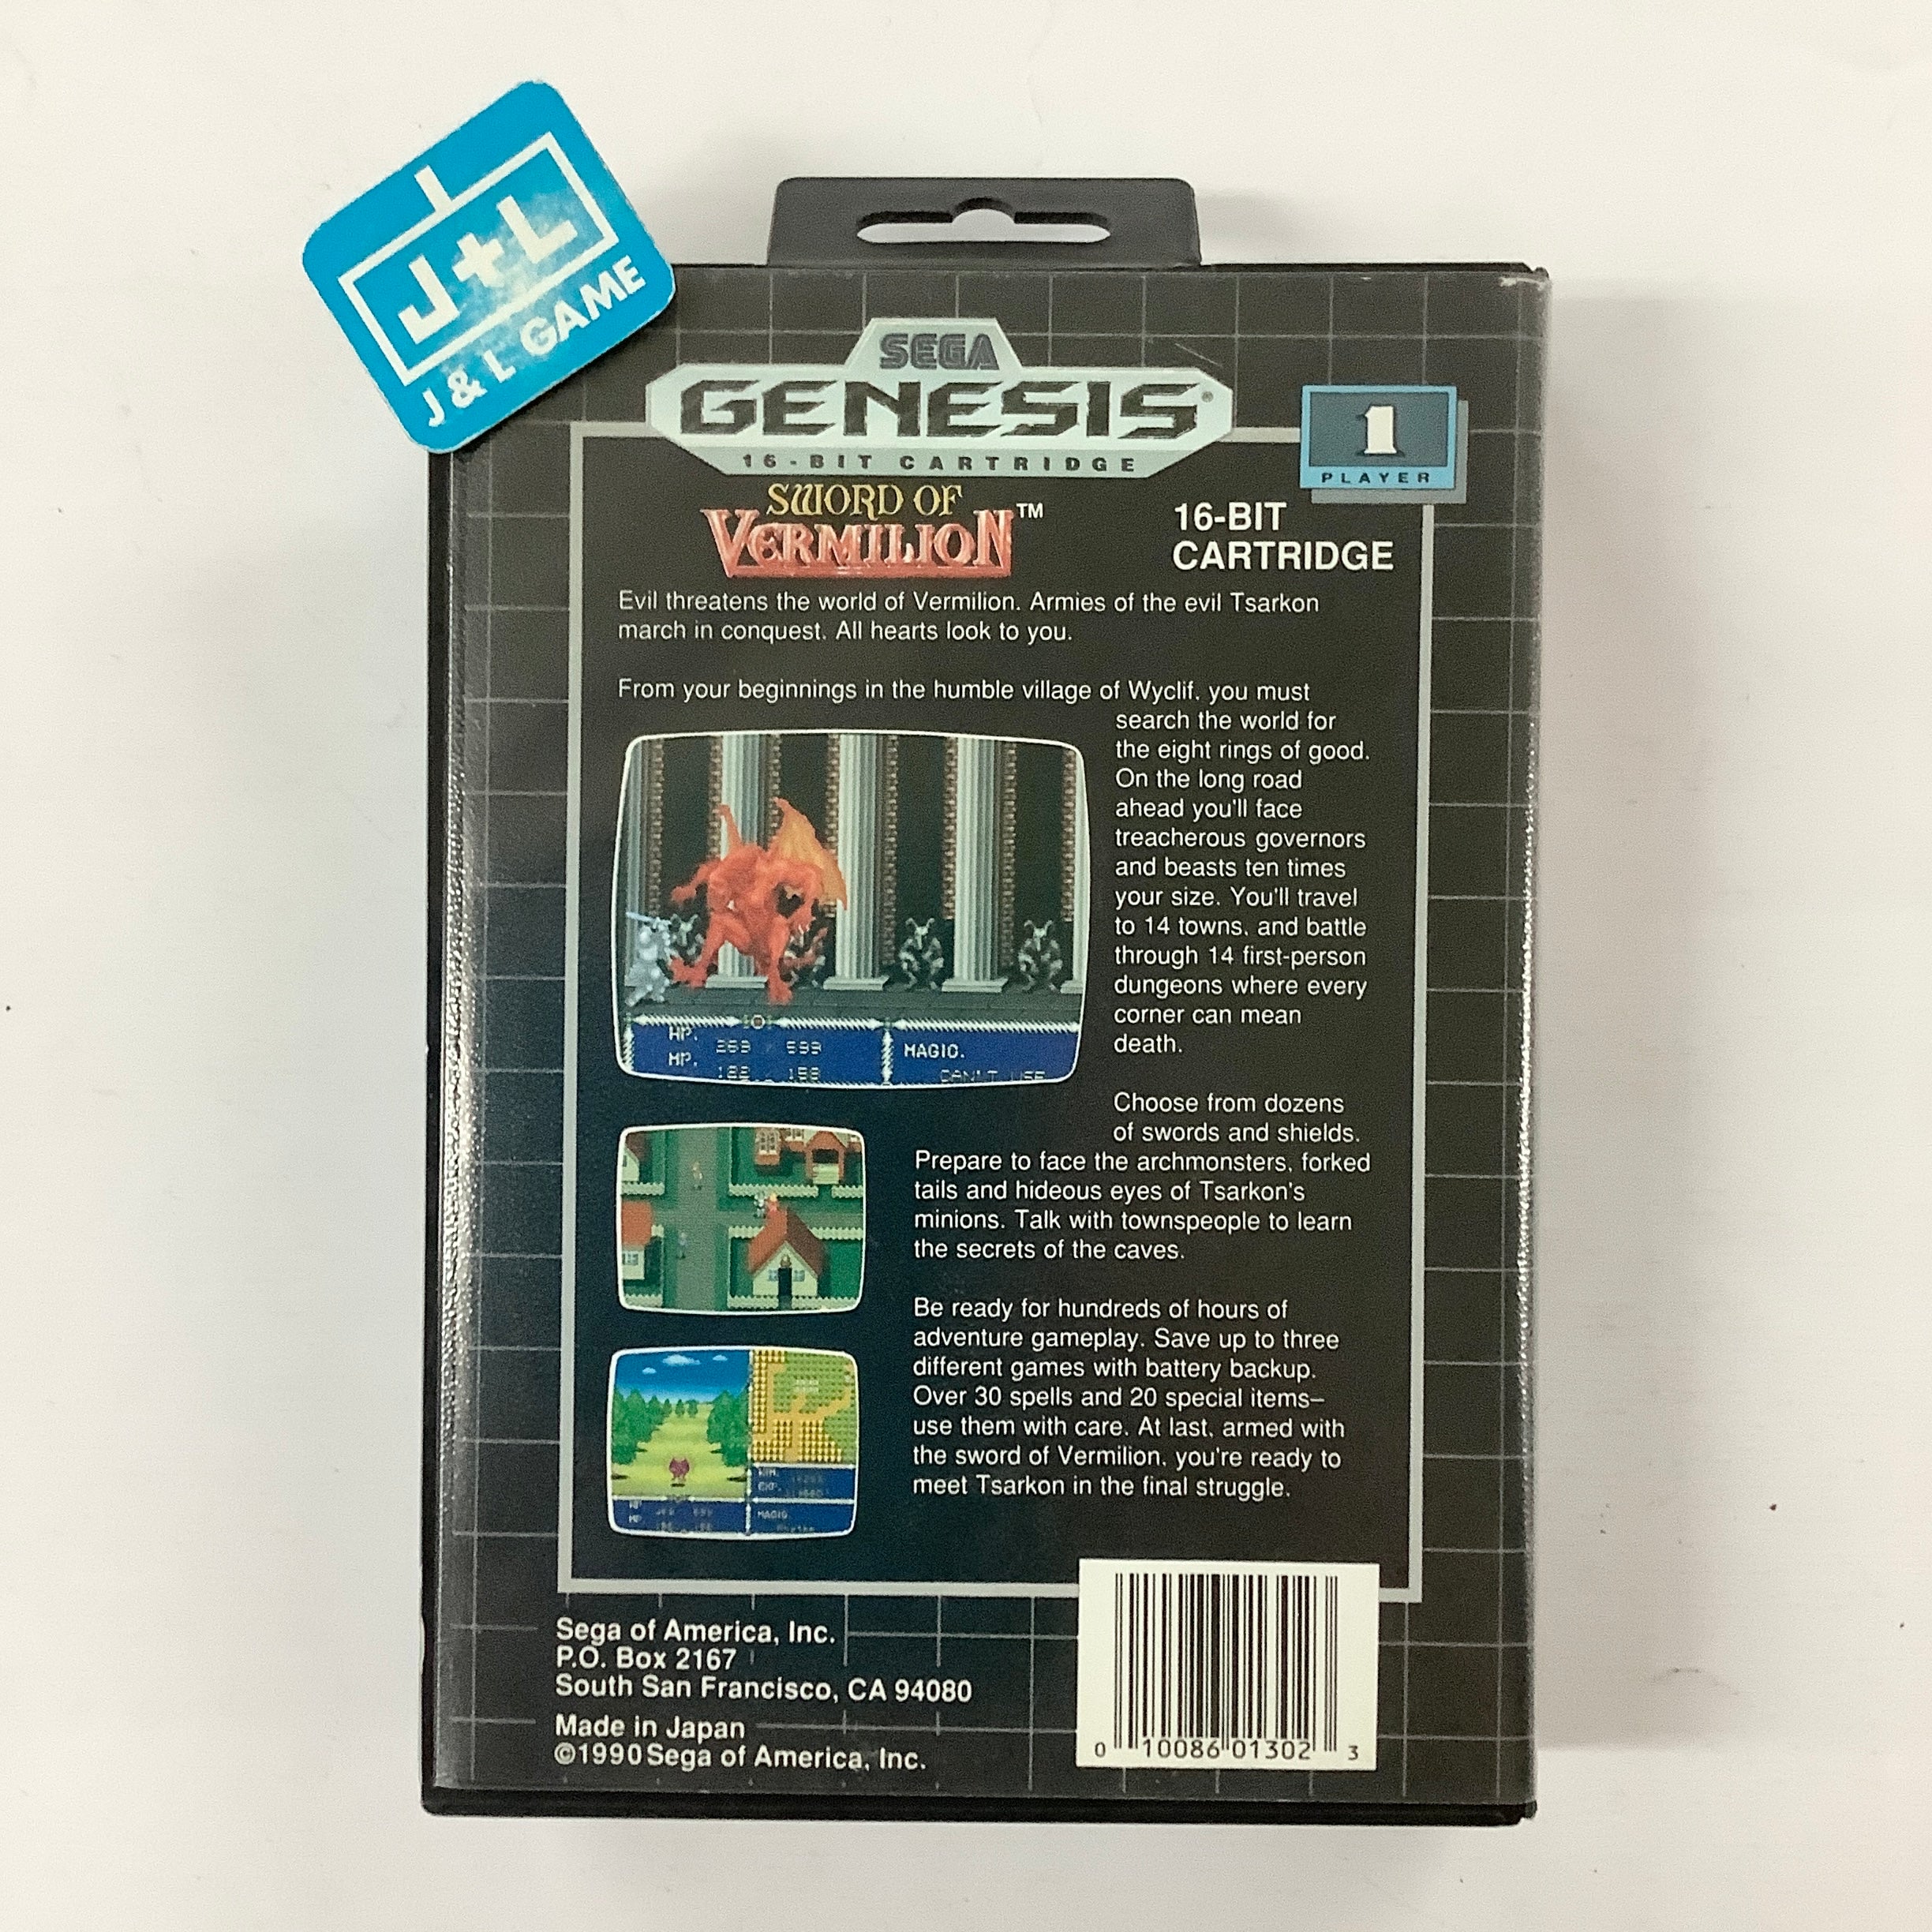 J+L
J & L GAME
SEGA
GENESIS®
16-BIT CARTRIDGE
1
PLAYER
SWORD OF
VERMILION™
16-BIT
CARTRIDGE
Evil threatens the world of Vermilion. Armies of the evil Tsarkon
march in conquest. All hearts look to you.
From your beginnings in the humble village of Wyclif, you must
search the world for
the eight rings of good.
On the long road
ahead you'll face
treacherous governors
and beasts ten times
your size. You'll travel
to 14 towns, and battle
through 14 first-person
dungeons where every
corner can mean
death.
HP.
MP.
MAGIC.
CAN'T USE
Choose from dozens
of swords and shields.
Prepare to face the archmonsters, forked
tails and hideous eyes of Tsarkon's
minions. Talk with townspeople to learn
the secrets of the caves.
Be ready for hundreds of hours of
adventure gameplay. Save up to three
different games with battery backup.
Over 30 spells and 20 special items–
use them with care. At last, armed with
the sword of Vermilion, you're ready to
meet Tsarkon in the final struggle.
MAGIC
Sega of America, Inc.
P.O. Box 2167
South San Francisco, CA 94080
Made in Japan
©1990 Sega of America, Inc.
0 10086 01302 3